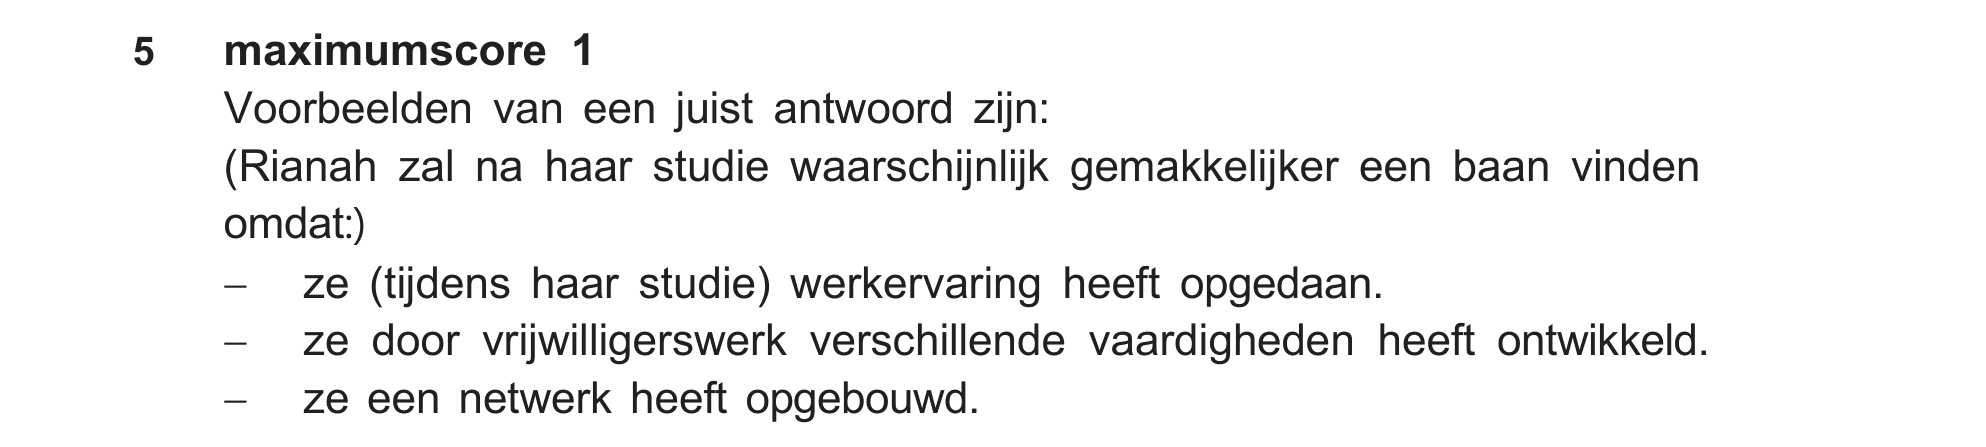 5 maximumscore 1
Voorbeelden van een juist antwoord zijn:
(Rianah zal na haar studie waarschijnlijk gemakkelijker een baan vinden
omdat:)
– ze (tijdens haar studie) werkervaring heeft opgedaan.
– ze door vrijwilligerswerk verschillende vaardigheden heeft ontwikkeld.
– ze een netwerk heeft opgebouwd.